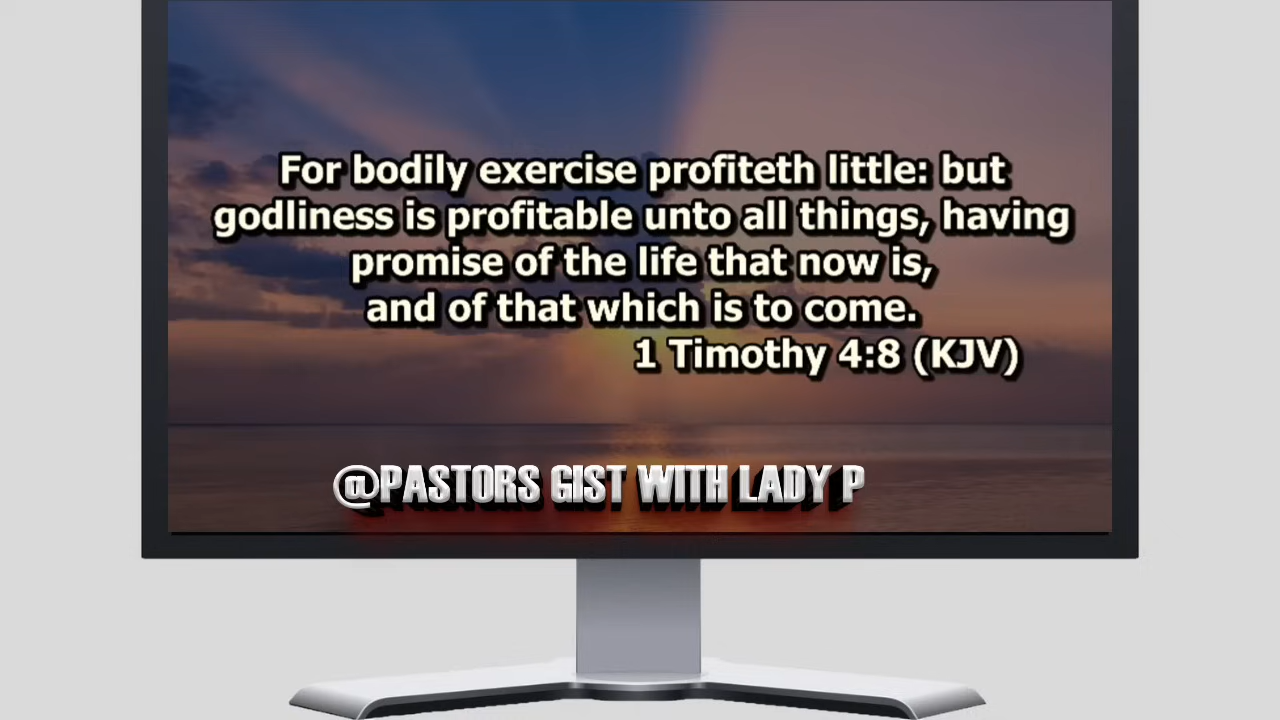 For bodily exercise profiteth little: but
godliness is profitable unto all things, having
promise of the life that now is,
and of that which is to come.
1 Timothy 4:8 (KJV)
@PASTORS GIST WITH LADY P